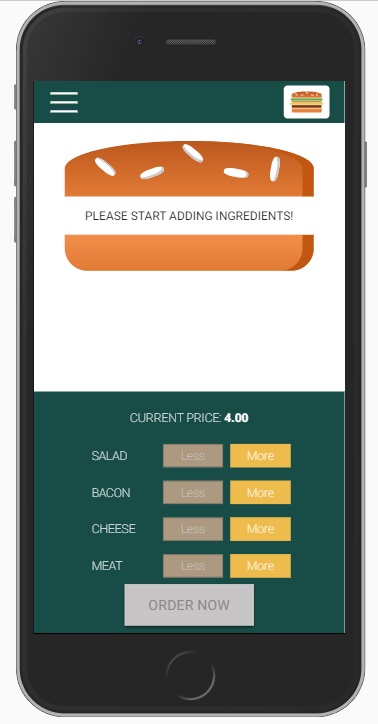 PLEASE START ADDING INGREDIENTS!
CURRENT PRICE: 4.00
SALAD Less More
BACON Less More
CHEESE Less More
MEAT Less More
ORDER NOW